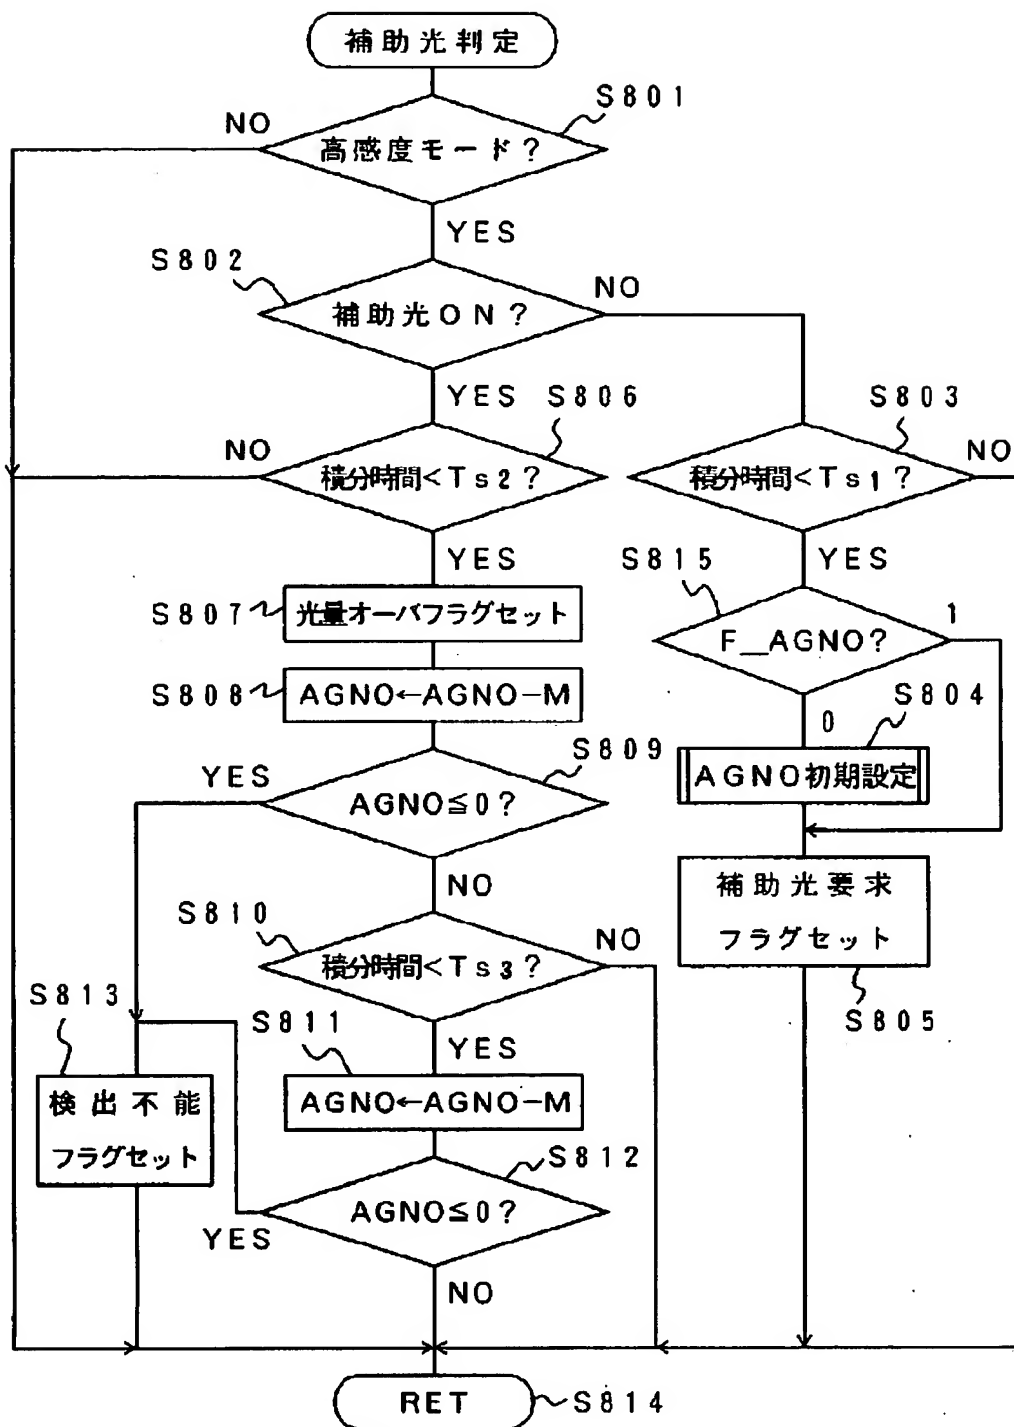 補助光判定
S801
NO
高感度モード?
YES
S802
NO
補助光ON?
YES
S806
S803
NO
積分時間<Ts2?
積分時間<Ts1?
NO
YES
YES
S815
S807
光量オーバフラグセット
F_AGNO?
1
S808
AGNO←AGNO-M
S804
0
S809
YES
AGNO初期設定
AGNO≦0?
NO
補助光要求
フラグセット
S810
NO
積分時間<Ts3?
S813
S805
S811
YES
検出不能
フラグセット
AGNO←AGNO-M
S812
AGNO≦0?
YES
NO
RET
S814